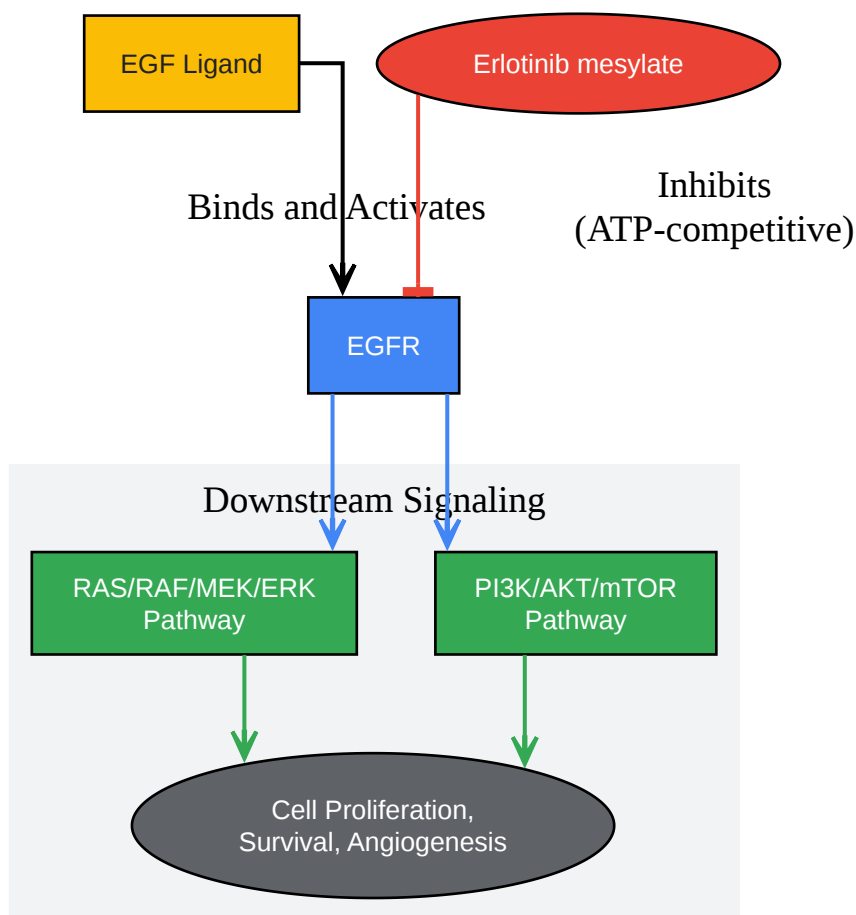 EGF Ligand
Erlotinib mesylate
Binds and Activates
Inhibits
(ATP-competitive)
EGFR
Downstream Signaling
RAS/RAF/MEK/ERK
Pathway
PI3K/AKT/mTOR
Pathway
Cell Proliferation,
Survival, Angiogenesis